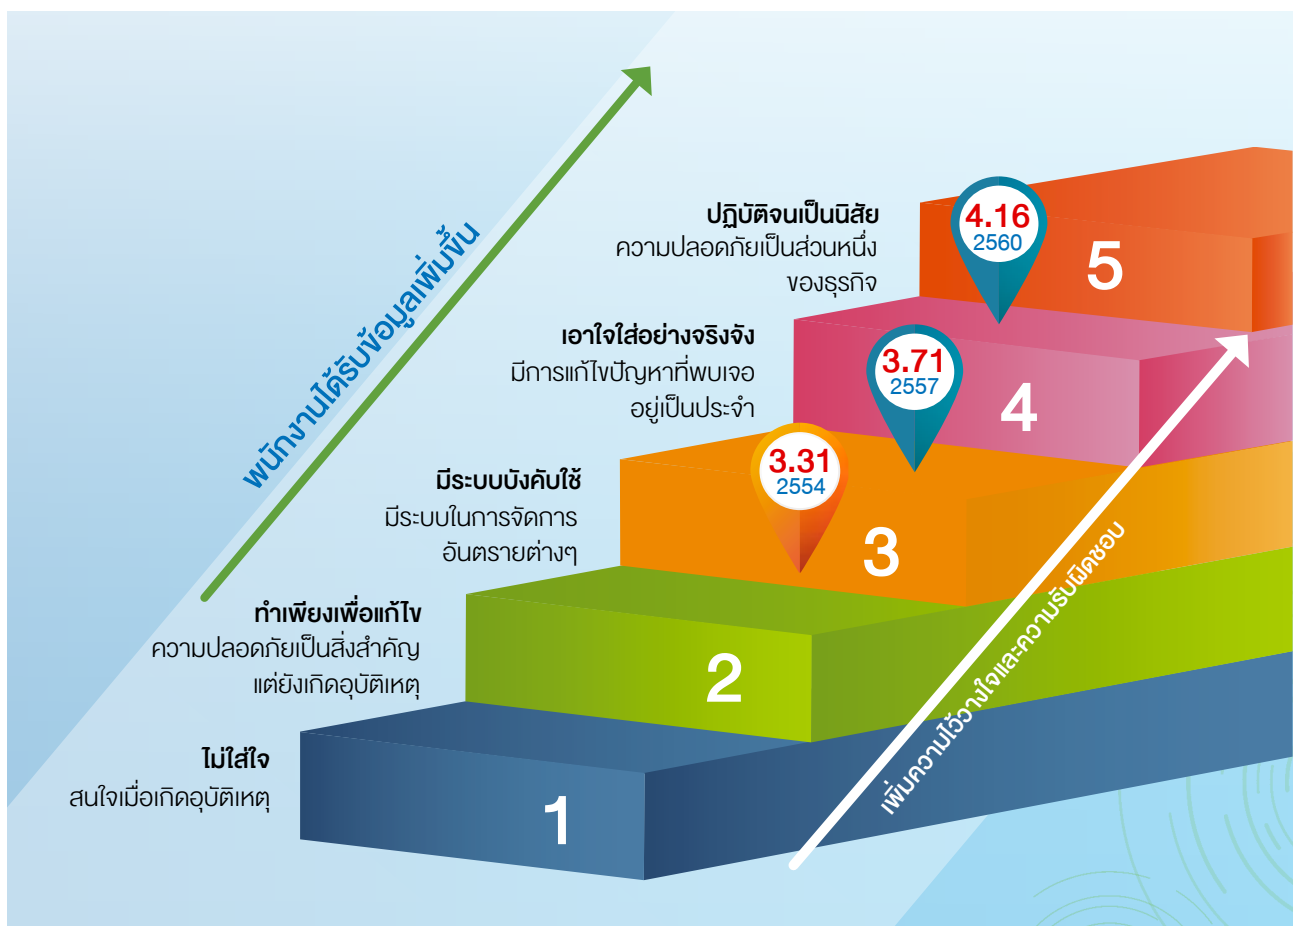 พนักงานได้รับข้อมูลเพิ่มขึ้น
ปฏิบัติจนเป็นนิสัย
ความปลอดภัยเป็นส่วนหนึ่ง
ของธุรกิจ
4.16
2560
5
เอาใจใส่อย่างจริงจัง
มีการแก้ไขปัญหาที่พบเจอ
อยู่เป็นประจำ
3.71
2557
4
มีระบบบังคับใช้
มีระบบในการจัดการ
อันตรายต่างๆ
3.31
2554
3
ทำเพียงเพื่อแก้ไข
ความปลอดภัยเป็นสิ่งสำคัญ
แต่ยังเกิดอุบัติเหตุ
2
ไม่ใส่ใจ
สนใจเมื่อเกิดอุบัติเหตุ
1
เพิ่มความไว้วางใจและความรับผิดชอบ